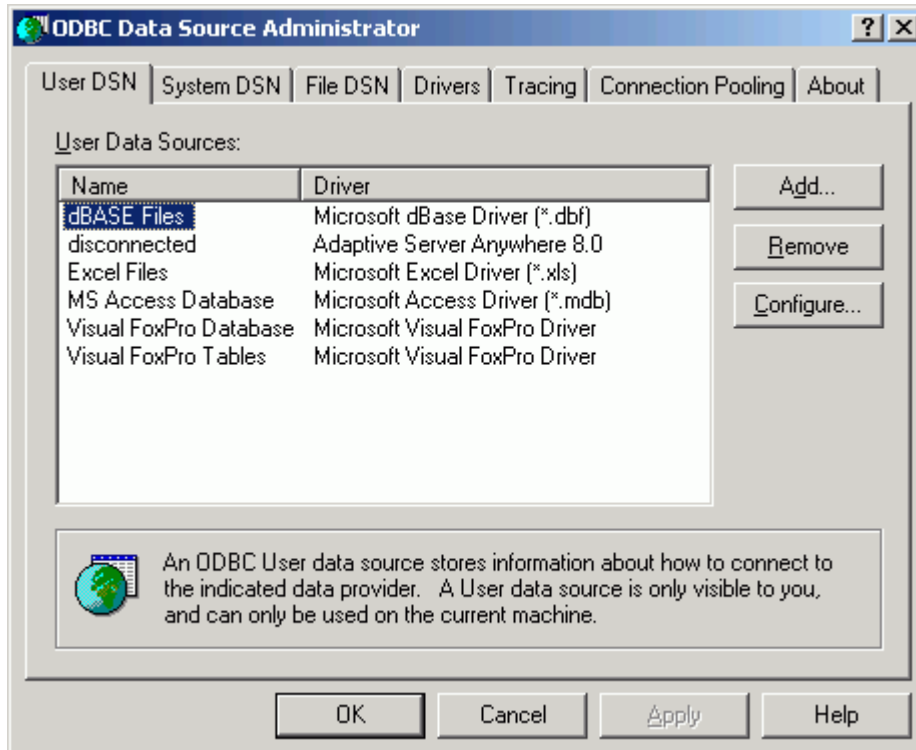 ODBC Data Source Administrator
User DSN System DSN File DSN Drivers Tracing Connection Pooling About
User Data Sources:
Name Driver
dBASE Files Microsoft dBase Driver (*.dbf)
disconnected Adaptive Server Anywhere 8.0
Excel Files Microsoft Excel Driver (*.xls)
MS Access Database Microsoft Access Driver (*.mdb)
Visual FoxPro Database Microsoft Visual FoxPro Driver
Visual FoxPro Tables Microsoft Visual FoxPro Driver
Add...
Remove
Configure...
An ODBC User data source stores information about how to connect to
the indicated data provider. A User data source is only visible to you,
and can only be used on the current machine.
OK Cancel Apply Help